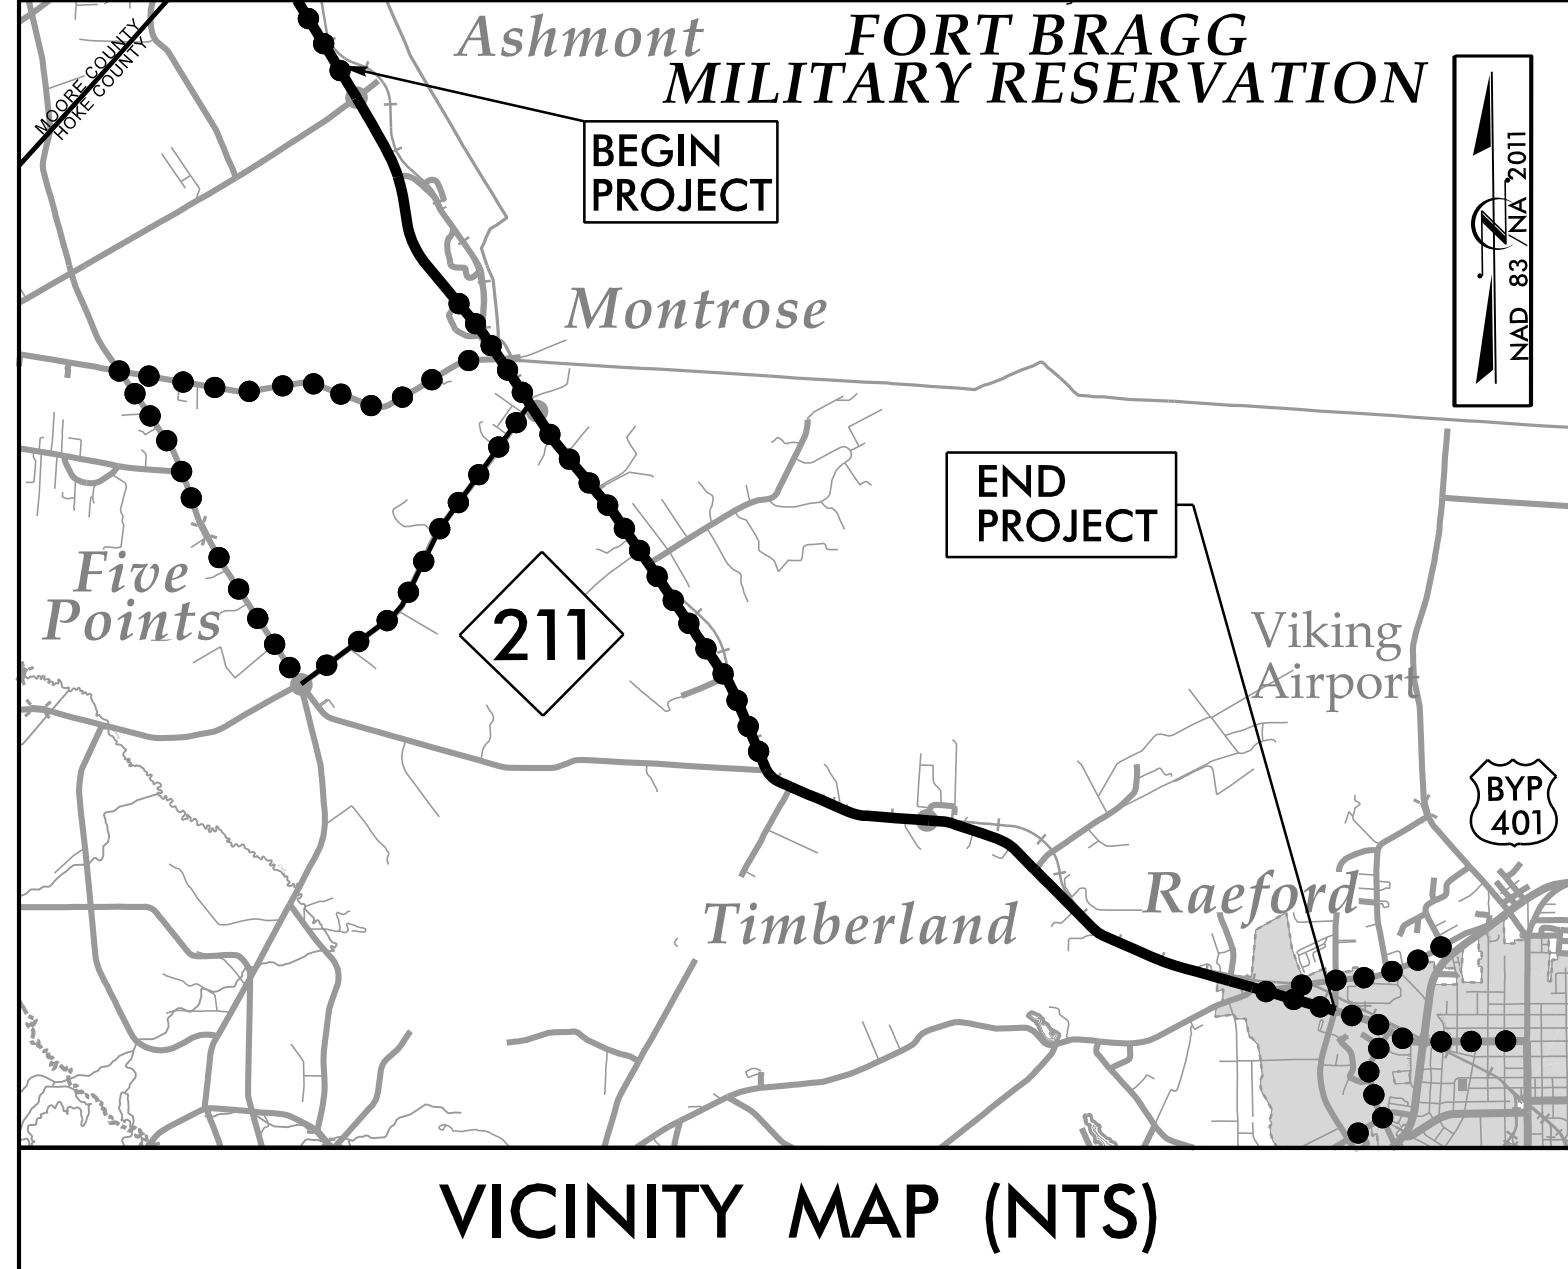 Ashmont
FORT BRAGG
MILITARY RESERVATION
MOORE COUNTY
HOKE COUNTY
BEGIN
PROJECT
NAD 83 /NA 2011
Montrose
END
PROJECT
Five
Points
211
Viking
Airport
BYP
401
Raeford
Timberland
VICINITY MAP (NTS)